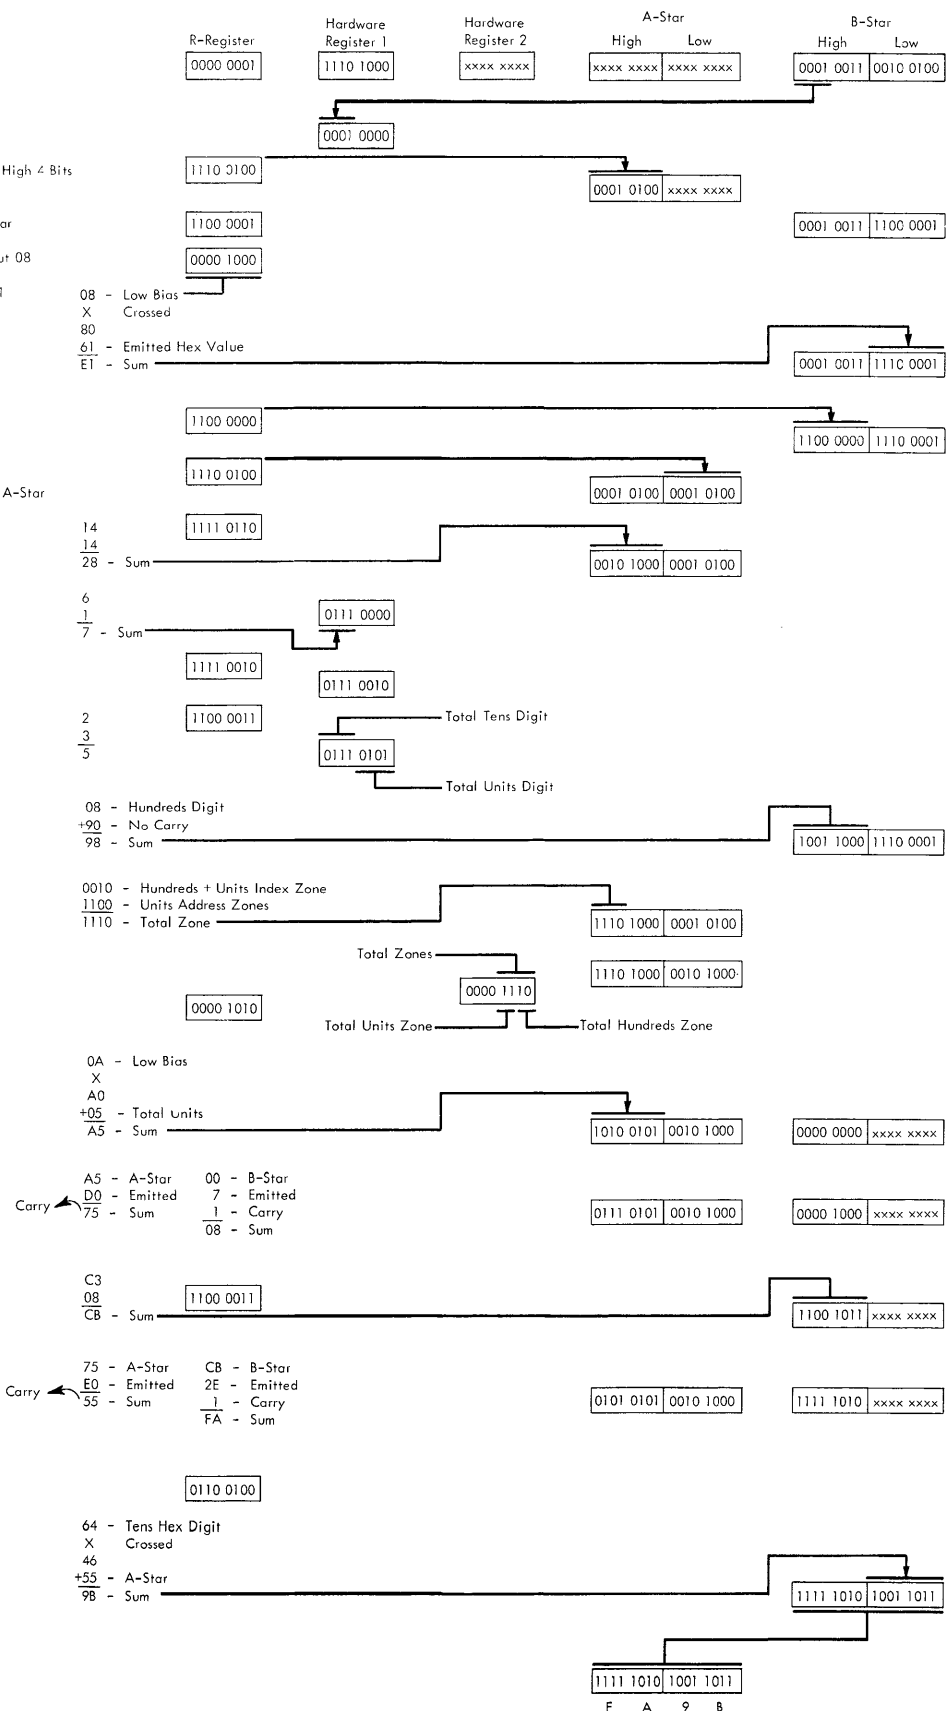 A-Star B-Star
Hardware Hardware
R-Register Register 1 Register 2 High Low High Low
0000 0001 1110 1000 xxxx xxxx xxxx xxxx xxxx xxxx 0001 0011 0010 0100
0001 0000
High 4 Bits 1110 0100
0001 0100 xxxx xxxx
ar 1100 0001 0001 0011 1100 0001
ut 08 0000 1000
08 - Low Bias
X Crossed
80
61 - Emitted Hex Value
E1 - Sum 0001 0011 1110 0001
1100 0000
1100 0000 1110 0001
1110 0100
A-Star 0001 0100 0001 0100
14 1111 0110
14
28 - Sum 0010 1000 0001 0100
6
1 0111 0000
7 - Sum
1111 0010
0111 0010
2 1100 0011 Total Tens Digit
3
5 0111 0101
Total Units Digit
08 - Hundreds Digit
+90 - No Carry
98 - Sum 1001 1000 1110 0001
0010 - Hundreds + Units Index Zone
1100 - Units Address Zones
1110 - Total Zone 1110 1000 0001 0100
Total Zones
1110 1000 0010 1000
0000 1110
0000 1010
Total Units Zone Total Hundreds Zone
0A - Low Bias
X
A0
+05 - Total Units
A5 - Sum 1010 0101 0010 1000 0000 0000 xxxx xxxx
A5 - A-Star 00 - B-Star
D0 - Emitted 7 - Emitted
Carry 75 - Sum 1 - Carry 0111 0101 0010 1000 0000 1000 xxxx xxxx
08 - Sum
C3
08 1100 0011
CB - Sum 1100 1011 xxxx xxxx
75 - A-Star CB - B-Star
Carry E0 - Emitted 2E - Emitted
55 - Sum 1 - Carry 0101 0101 0010 1000 1111 1010 xxxx xxxx
FA - Sum
0110 0100
64 - Tens Hex Digit
X Crossed
46
+55 - A-Star
9B - Sum 1111 1010 1001 1011
1111 1010 1001 1011
F A 9 B